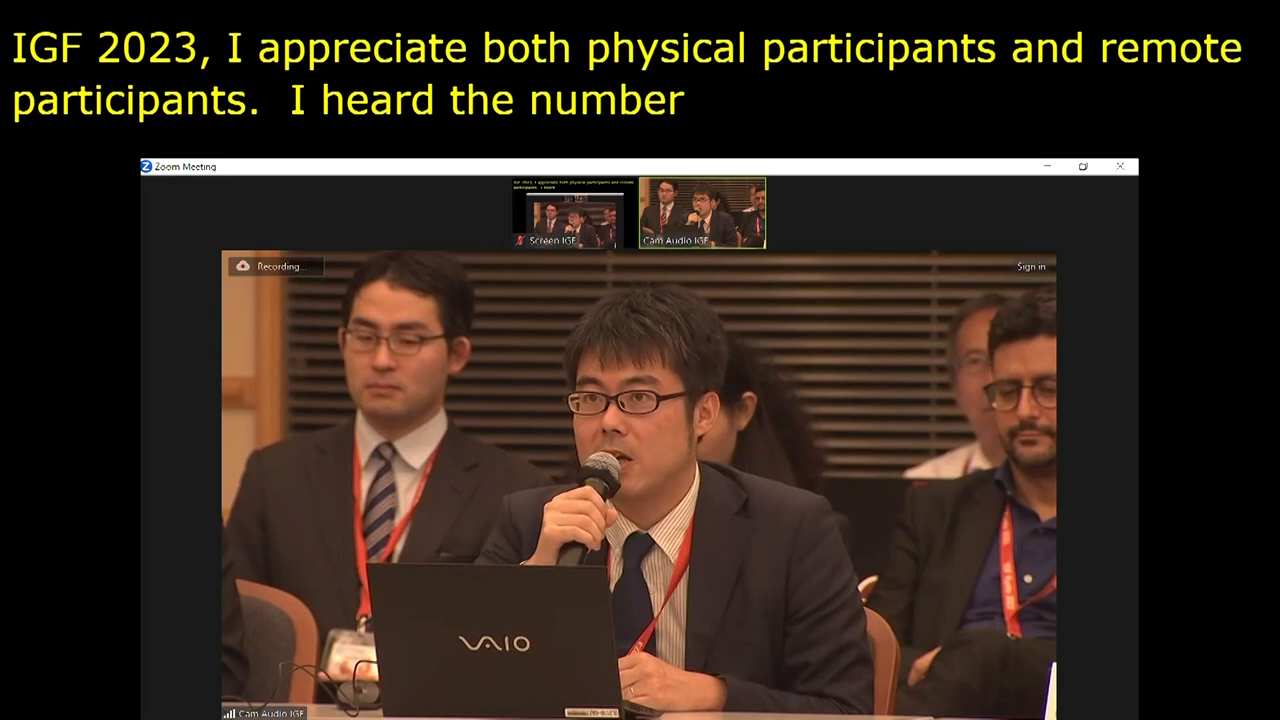 IGF 2023, I appreciate both physical participants and remote
participants.  I heard the number
Zoom Meeting
Screen IGF
Cam Audio IGF
Recording...
Sign in
VAIO
Cam Audio IGF